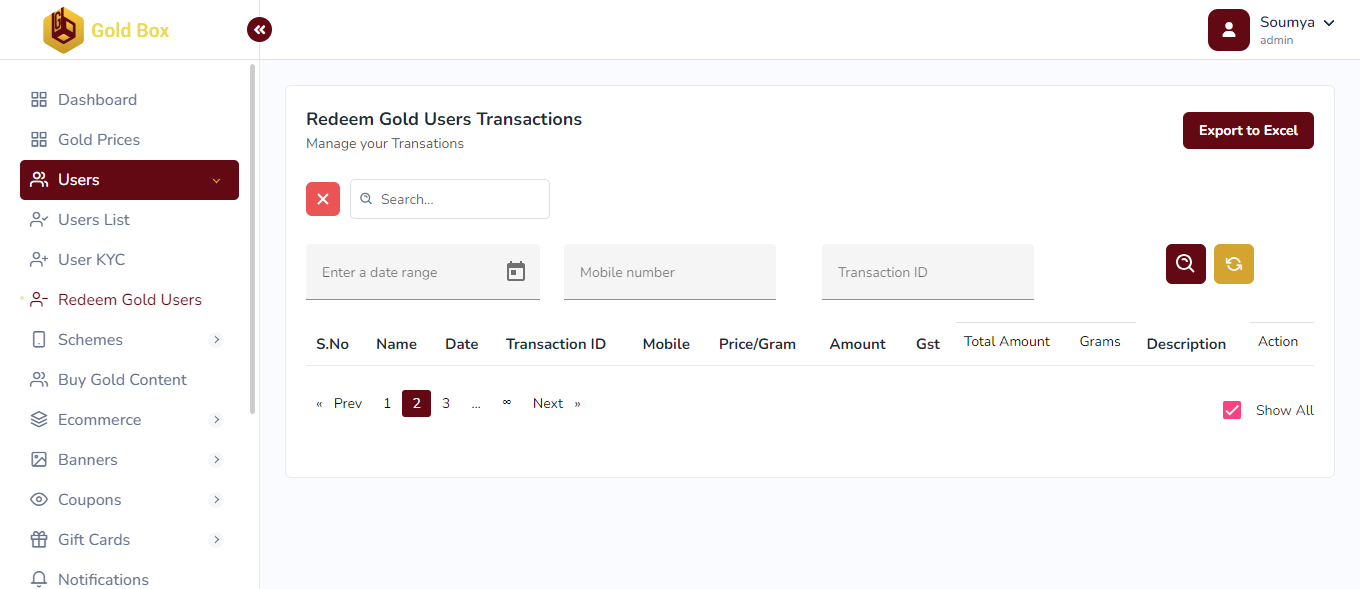 Gold Box
Soumya
admin
Dashboard
Gold Prices
Users
Users List
User KYC
Redeem Gold Users
Schemes
Buy Gold Content
Ecommerce
Banners
Coupons
Gift Cards
Notifications
Redeem Gold Users Transactions
Manage your Transations
Export to Excel
Search...
Enter a date range Mobile number Transaction ID
S.No Name Date Transaction ID Mobile Price/Gram Amount Gst Total Amount Grams Description Action
« Prev 1 2 3 ... ∞ Next »
Show All